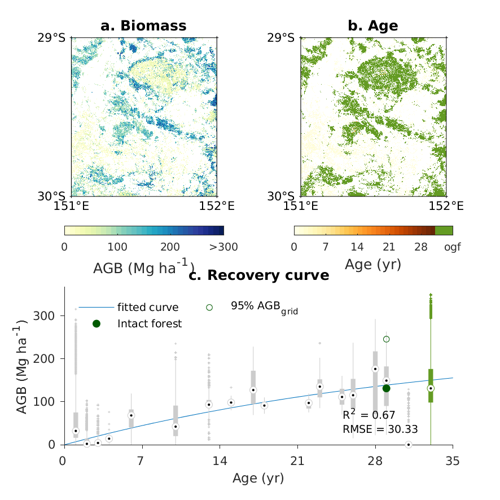 a. Biomass
b. Age
29°S
29°S
30°S
30°S
151°E
152°E
151°E
152°E
0 100 200 >300
0 7 14 21 28 ogf
AGB (Mg ha⁻¹)
Age (yr)
c. Recovery curve
fitted curve
Intact forest
95% AGB_grid
300
200
100
0
AGB (Mg ha⁻¹)
R² = 0.67
RMSE = 30.33
0 7 14 21 28 35
Age (yr)